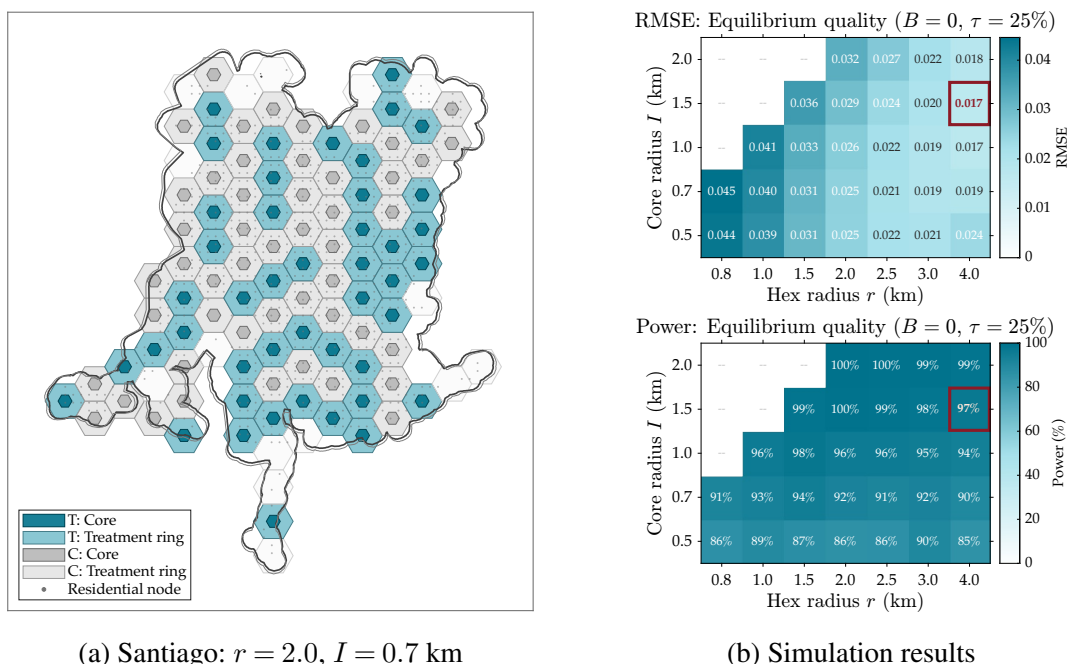 T: Core
T: Treatment ring
C: Core
C: Treatment ring
Residential node
(a) Santiago: r = 2.0, I = 0.7 km
RMSE: Equilibrium quality (B = 0, τ = 25%)
Core radius I (km)
2.0 – – – 0.032 0.027 0.022 0.018
1.5 – – 0.036 0.029 0.024 0.020 0.017
1.0 – 0.041 0.033 0.026 0.022 0.019 0.017
0.7 0.045 0.040 0.031 0.025 0.021 0.019 0.019
0.5 0.044 0.039 0.031 0.025 0.022 0.021 0.024
0.8 1.0 1.5 2.0 2.5 3.0 4.0
Hex radius r (km)
0.04
0.03
0.02
0.01
0
RMSE
Power: Equilibrium quality (B = 0, τ = 25%)
Core radius I (km)
2.0 – – – 100% 100% 99% 99%
1.5 – – 99% 100% 99% 98% 97%
1.0 – 96% 98% 96% 96% 95% 94%
0.7 91% 93% 94% 92% 91% 92% 90%
0.5 86% 89% 87% 86% 86% 90% 85%
0.8 1.0 1.5 2.0 2.5 3.0 4.0
Hex radius r (km)
100
80
60
40
20
0
Power (%)
(b) Simulation results